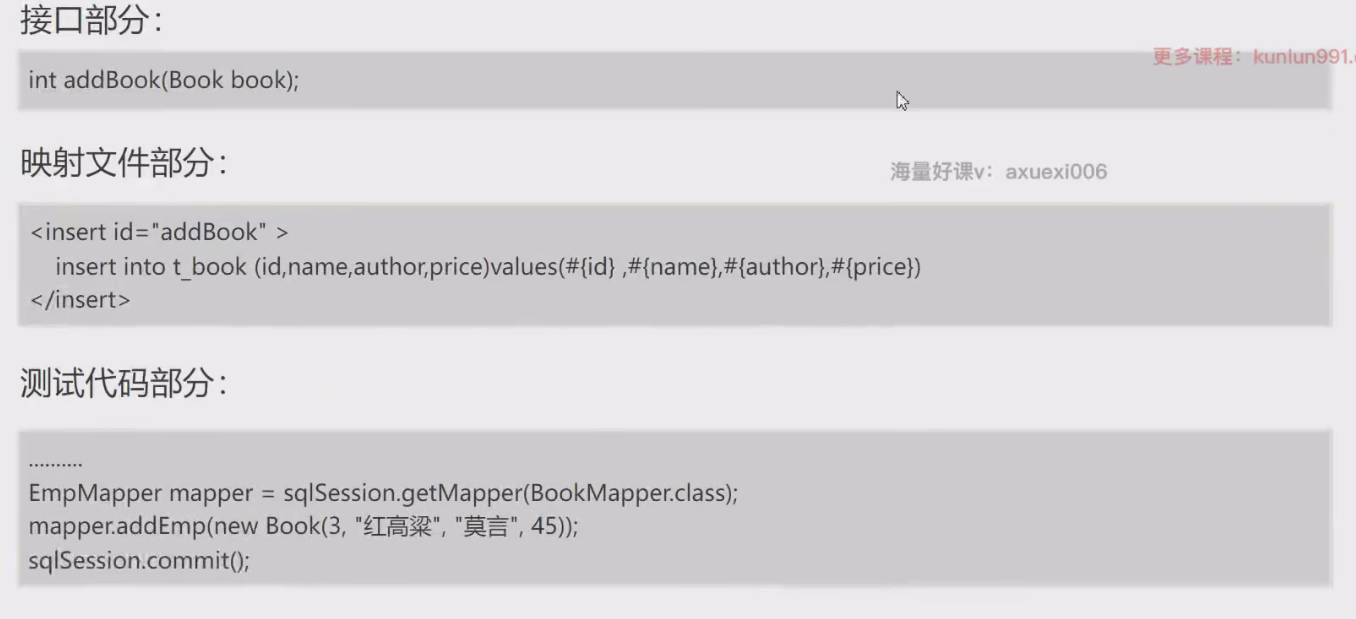 接口部分：
更多课程：kunlun991.
int addBook(Book book);
映射文件部分：
海量好课v：axuexi006
<insert id="addBook" >
insert into t_book (id,name,author,price)values(#{id} ,#{name},#{author},#{price})
</insert>
测试代码部分：
..........
EmpMapper mapper = sqlSession.getMapper(BookMapper.class);
mapper.addEmp(new Book(3, "红高粱", "莫言", 45));
sqlSession.commit();